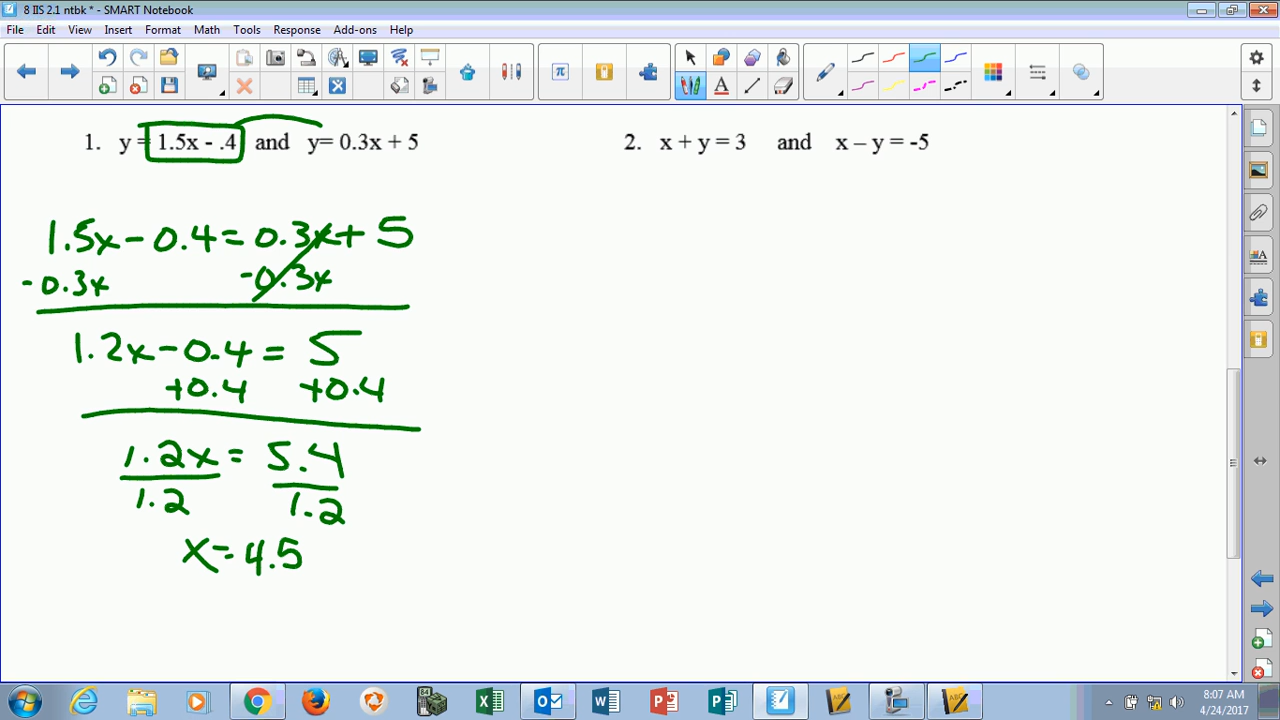 8 IIS 2.1 ntbk * - SMART Notebook
File Edit View Insert Format Math Tools Response Add-ons Help
1. y = 1.5x - .4 and y= 0.3x + 5
2. x + y = 3 and x – y = -5
1.5x - 0.4 = 0.3x + 5
-0.3x -0.3x
1.2x - 0.4 = 5
+0.4 +0.4
1.2x = 5.4
1.2 1.2
x = 4.5
8:07 AM
4/24/2017